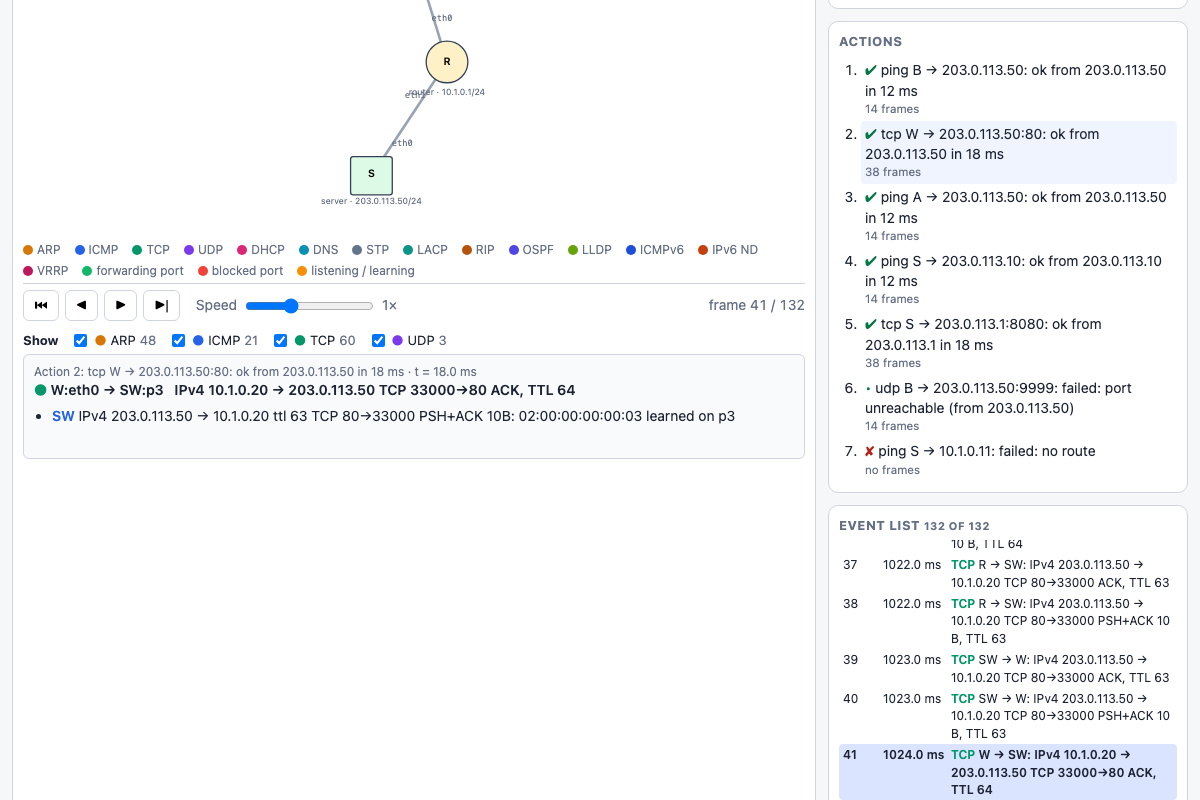 eth0
R
router · 10.1.0.1/24
eth0
S
server · 203.0.113.50/24
ARP ICMP TCP UDP DHCP DNS STP LACP RIP OSPF LLDP ICMPv6 IPv6 ND
VRRP forwarding port blocked port listening / learning
Speed 1× frame 41 / 132
Show ARP 48 ICMP 21 TCP 60 UDP 3
Action 2: tcp W → 203.0.113.50:80: ok from 203.0.113.50 in 18 ms · t = 18.0 ms
W:eth0 → SW:p3 IPv4 10.1.0.20 → 203.0.113.50 TCP 33000→80 ACK, TTL 64
• SW IPv4 203.0.113.50 → 10.1.0.20 ttl 63 TCP 80→33000 PSH+ACK 10B: 02:00:00:00:00:03 learned on p3
ACTIONS
1. ✔ ping B → 203.0.113.50: ok from 203.0.113.50
in 12 ms
14 frames
2. ✔ tcp W → 203.0.113.50:80: ok from
203.0.113.50 in 18 ms
38 frames
3. ✔ ping A → 203.0.113.50: ok from 203.0.113.50
in 12 ms
14 frames
4. ✔ ping S → 203.0.113.10: ok from 203.0.113.10
in 12 ms
14 frames
5. ✔ tcp S → 203.0.113.1:8080: ok from
203.0.113.1 in 18 ms
38 frames
6. · udp B → 203.0.113.50:9999: failed: port
unreachable (from 203.0.113.50)
14 frames
7. ✘ ping S → 10.1.0.11: failed: no route
no frames
EVENT LIST 132 OF 132
10 B, TTL 64
37 1022.0 ms TCP R → SW: IPv4 203.0.113.50 →
10.1.0.20 TCP 80→33000 ACK, TTL 63
38 1022.0 ms TCP R → SW: IPv4 203.0.113.50 →
10.1.0.20 TCP 80→33000 PSH+ACK 10
B, TTL 63
39 1023.0 ms TCP SW → W: IPv4 203.0.113.50 →
10.1.0.20 TCP 80→33000 ACK, TTL 63
40 1023.0 ms TCP SW → W: IPv4 203.0.113.50 →
10.1.0.20 TCP 80→33000 PSH+ACK 10
B, TTL 63
41 1024.0 ms TCP W → SW: IPv4 10.1.0.20 →
203.0.113.50 TCP 33000→80 ACK,
TTL 64